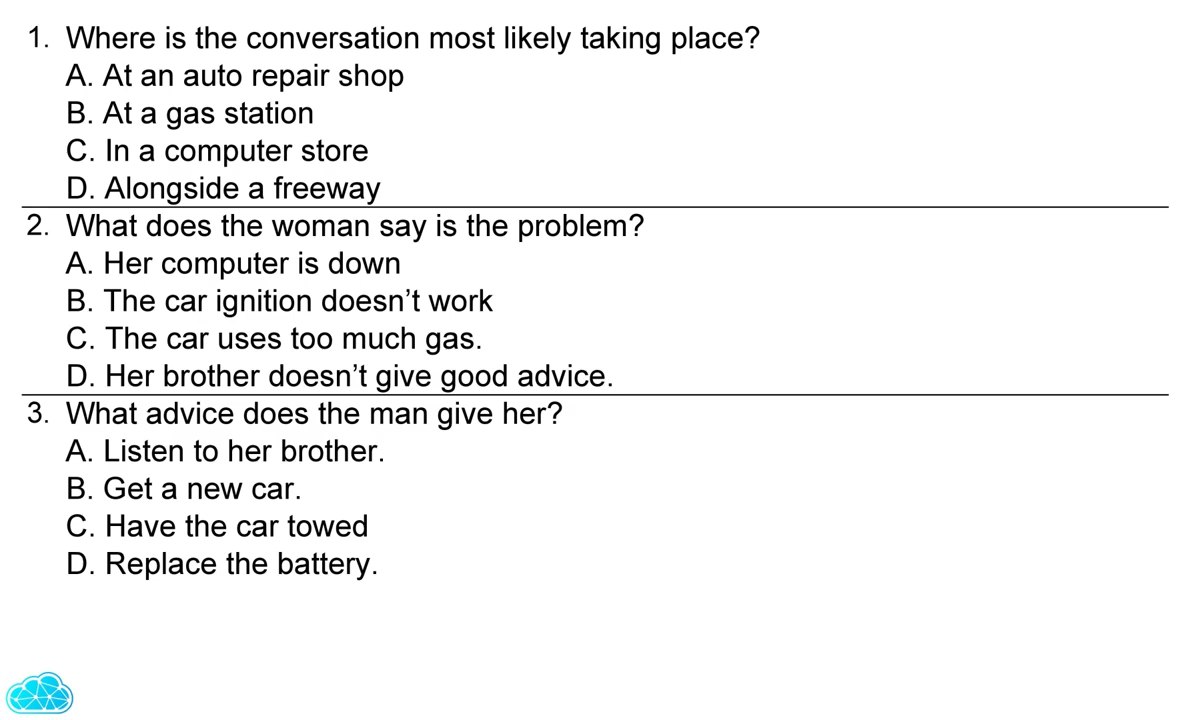 1. Where is the conversation most likely taking place?
A. At an auto repair shop
B. At a gas station
C. In a computer store
D. Alongside a freeway
2. What does the woman say is the problem?
A. Her computer is down
B. The car ignition doesn’t work
C. The car uses too much gas.
D. Her brother doesn’t give good advice.
3. What advice does the man give her?
A. Listen to her brother.
B. Get a new car.
C. Have the car towed
D. Replace the battery.